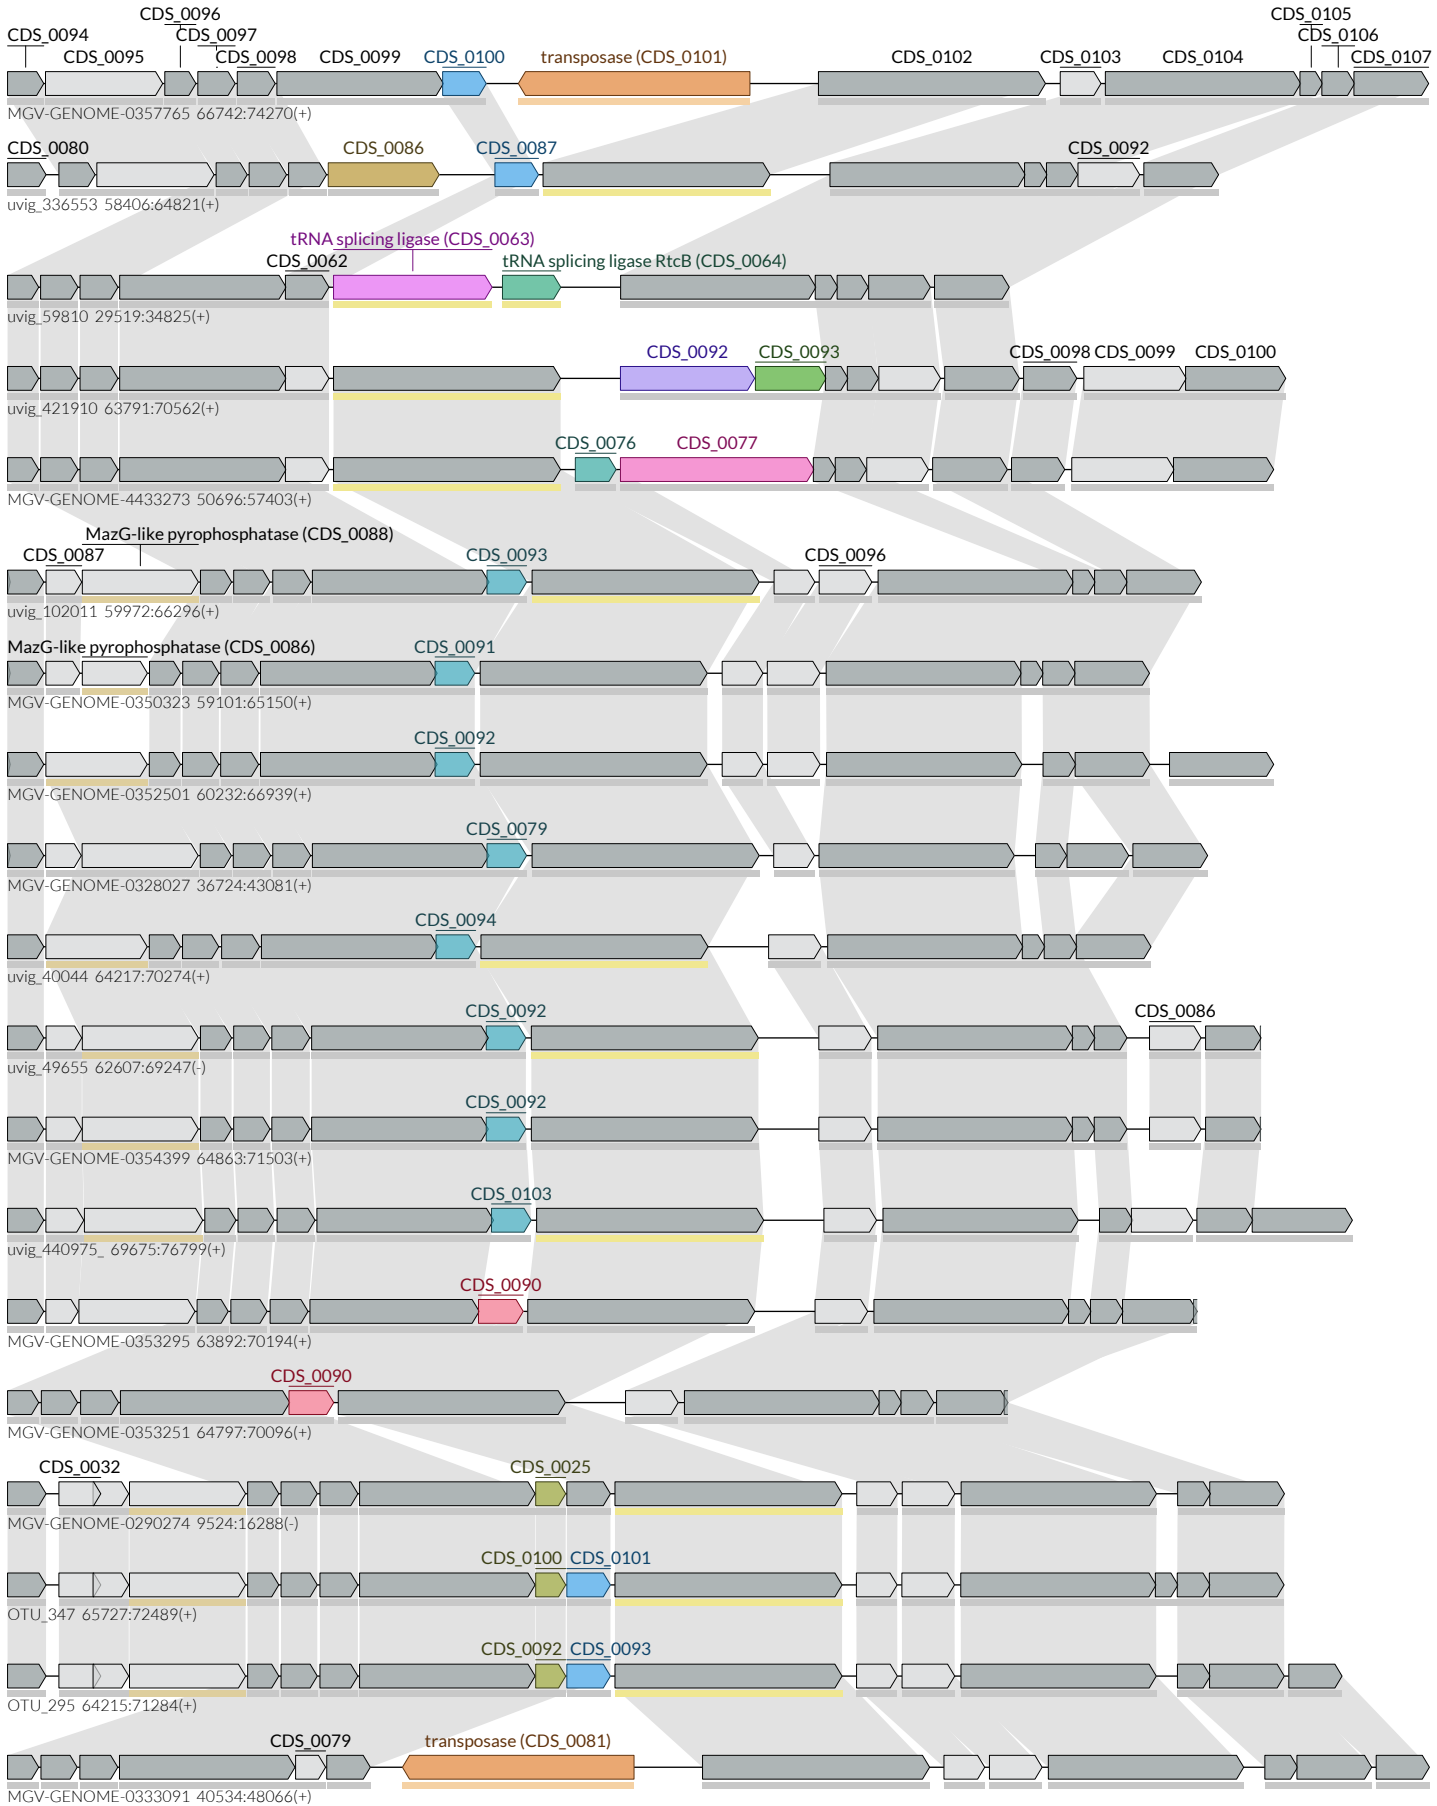 CDS_0096
CDS_0105
CDS_0094
CDS_0097
CDS_0106
CDS_0095
CDS_0098
CDS_0099
CDS_0100
transposase (CDS_0101)
CDS_0102
CDS_0103
CDS_0104
CDS_0107
MGV-GENOME-0357765 66742:74270(+)
CDS_0080
CDS_0086
CDS_0087
CDS_0092
uvig_336553 58406:64821(+)
tRNA splicing ligase (CDS_0063)
CDS_0062
tRNA splicing ligase RtcB (CDS_0064)
uvig_59810 29519:34825(+)
CDS_0092
CDS_0093
CDS_0098
CDS_0099
CDS_0100
uvig_421910 63791:70562(+)
CDS_0076
CDS_0077
MGV-GENOME-4433273 50696:57403(+)
MazG-like pyrophosphatase (CDS_0088)
CDS_0087
CDS_0093
CDS_0096
uvig_102011 59972:66296(+)
MazG-like pyrophosphatase (CDS_0086)
CDS_0091
MGV-GENOME-0350323 59101:65150(+)
CDS_0092
MGV-GENOME-0352501 60232:66939(+)
CDS_0079
MGV-GENOME-0328027 36724:43081(+)
CDS_0094
uvig_40044 64217:70274(+)
CDS_0092
CDS_0086
uvig_49655 62607:69247(-)
CDS_0092
MGV-GENOME-0354399 64863:71503(+)
CDS_0103
uvig_440975_ 69675:76799(+)
CDS_0090
MGV-GENOME-0353295 63892:70194(+)
CDS_0090
MGV-GENOME-0353251 64797:70096(+)
CDS_0032
CDS_0025
MGV-GENOME-0290274 9524:16288(-)
CDS_0100
CDS_0101
OTU_347 65727:72489(+)
CDS_0092
CDS_0093
OTU_295 64215:71284(+)
CDS_0079
transposase (CDS_0081)
MGV-GENOME-0333091 40534:48066(+)